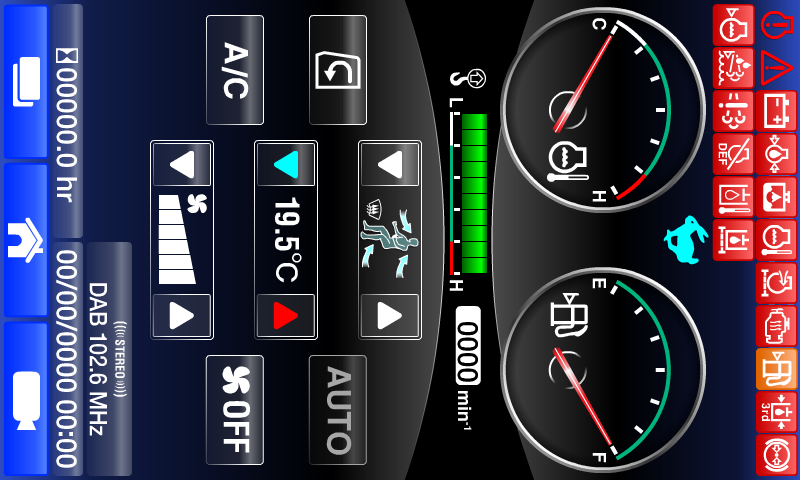 3rd
DEF
C H E F
L H 0000 min⁻¹
AUTO
19.5°C
A/C OFF
(((((STEREO)))))
DAB 102.6 MHz
00000.0 hr 00/00/0000 00:00